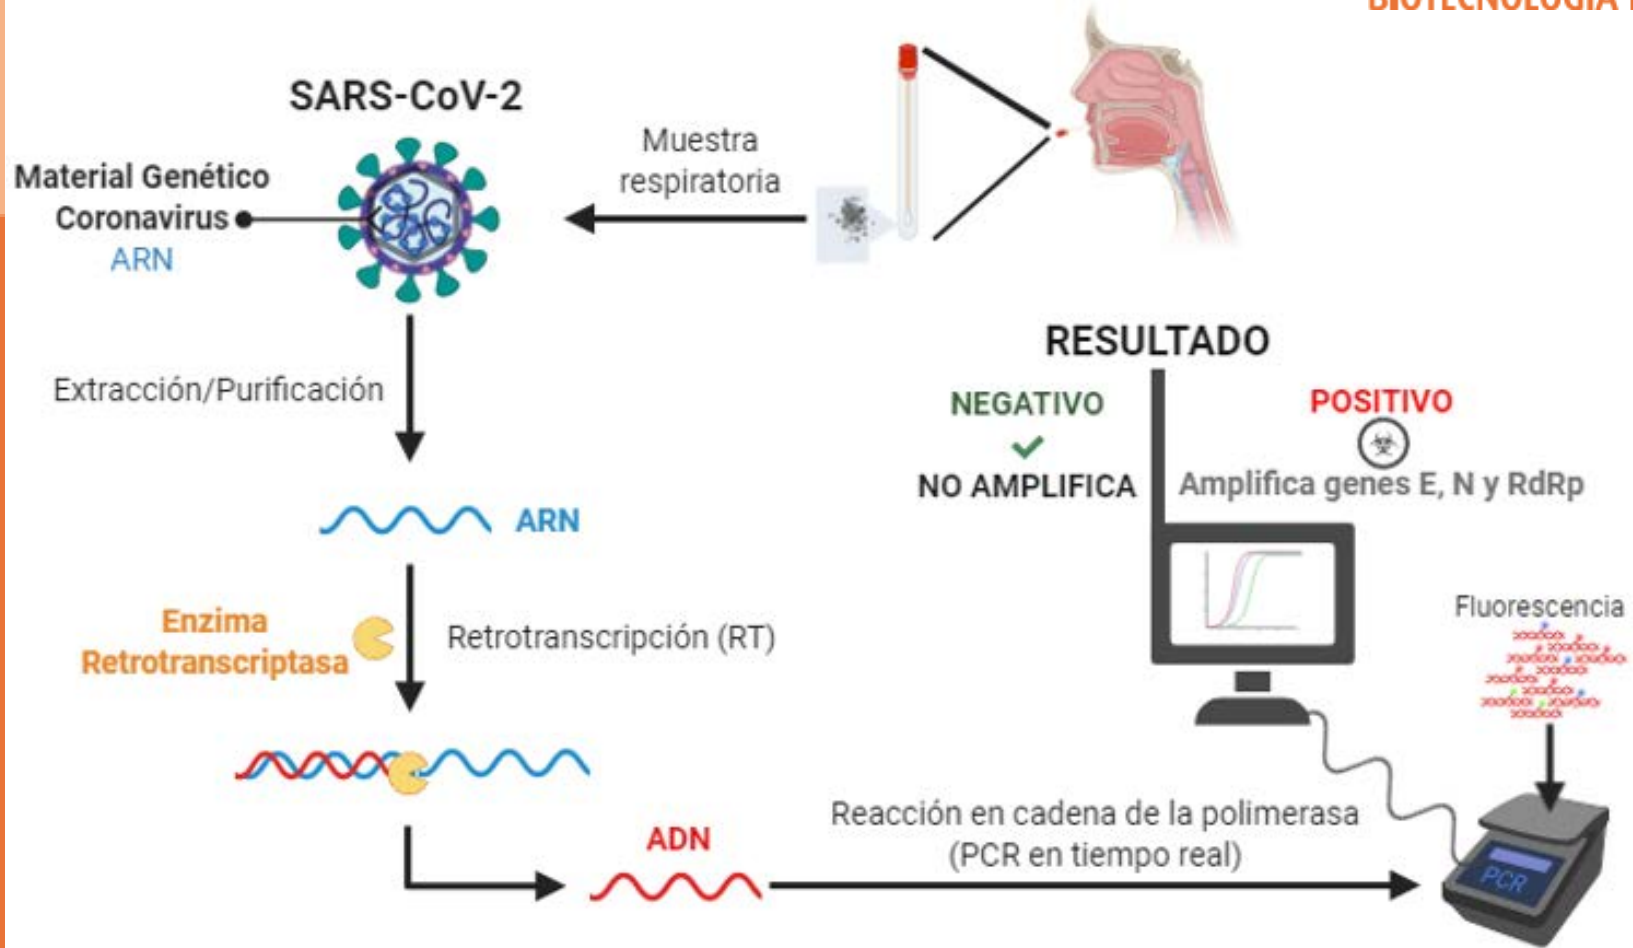 SARS-CoV-2
Material Genético
Coronavirus
ARN
Muestra
respiratoria
Extracción/Purificación
ARN
Enzima
Retrotranscriptasa
Retrotranscripción (RT)
ADN
Reacción en cadena de la polimerasa
(PCR en tiempo real)
PCR
Fluorescencia
RESULTADO
NEGATIVO
NO AMPLIFICA
POSITIVO
Amplifica genes E, N y RdRp